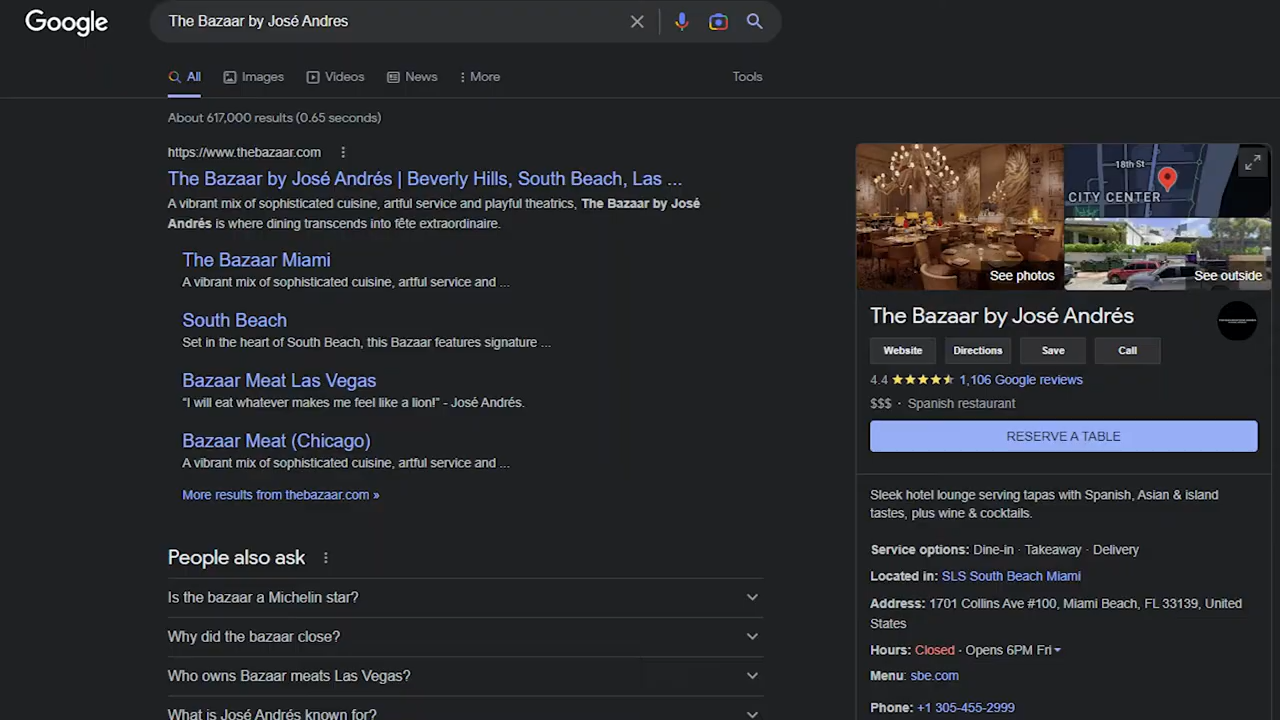 Google
The Bazaar by José Andres
All
Images
Videos
News
More
Tools
About 617,000 results (0.65 seconds)
https://www.thebazaar.com
The Bazaar by José Andrés | Beverly Hills, South Beach, Las ...
A vibrant mix of sophisticated cuisine, artful service and playful theatrics, The Bazaar by José
Andrés is where dining transcends into fête extraordinaire.
The Bazaar Miami
A vibrant mix of sophisticated cuisine, artful service and ...
South Beach
Set in the heart of South Beach, this Bazaar features signature ...
Bazaar Meat Las Vegas
“I will eat whatever makes me feel like a lion!” - José Andrés.
Bazaar Meat (Chicago)
A vibrant mix of sophisticated cuisine, artful service and ...
More results from thebazaar.com »
People also ask
Is the bazaar a Michelin star?
Why did the bazaar close?
Who owns Bazaar meats Las Vegas?
What is José Andrés known for?
18th St
CITY CENTER
See photos
See outside
The Bazaar by José Andrés
Website
Directions
Save
Call
4.4 1,106 Google reviews
$$$ · Spanish restaurant
RESERVE A TABLE
Sleek hotel lounge serving tapas with Spanish, Asian & island
tastes, plus wine & cocktails.
Service options: Dine-in · Takeaway · Delivery
Located in: SLS South Beach Miami
Address: 1701 Collins Ave #100, Miami Beach, FL 33139, United
States
Hours: Closed · Opens 6PM Fri
Menu: sbe.com
Phone: +1 305-455-2999